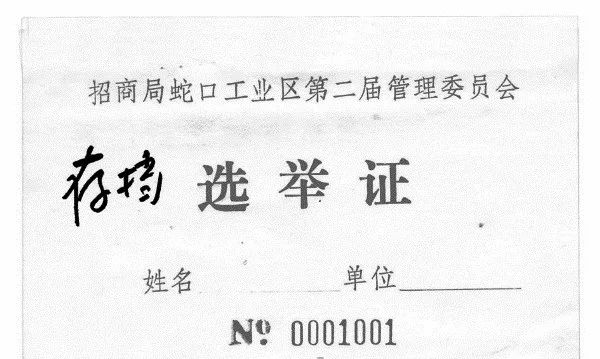 招商局蛇口工业区第二届管理委员会
存档 选举证
姓名 单位
№ 0001001